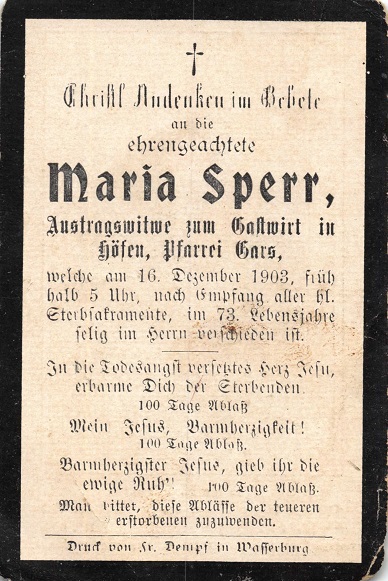 Christl Andenken im Gebete
an die
ehrengeachtete
Maria Sperr,
Austragswitwe zum Gastwirt in
Höfen, Pfarrei Gars,
welche am 16. Dezember 1903, früh
halb 5 Uhr, nach Empfang aller hl.
Sterbsakramente, im 73. Lebensjahre
selig im Herrn verschieden ist.
In die Todesangst versetztes Herz Jesu,
erbarme Dich der Sterbenden
100 Tage Ablaß
Mein Jesus, Barmherzigkeit!
100 Tage Ablaß.
Barmherzigster Jesus, gieb ihr die
ewige Ruh'! 100 Tage Ablaß.
Man bittet, diese Ablässe der teueren
erstorbenen zuzuwenden.
Druck von Fr. Dempf in Wasserburg